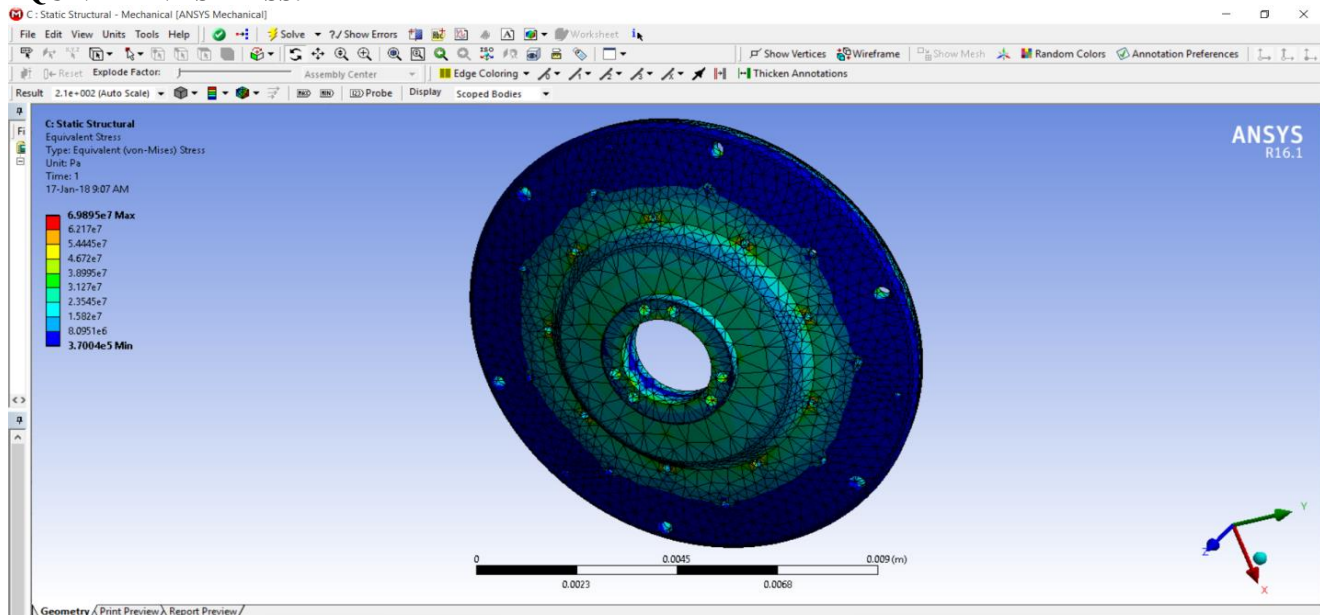 C : Static Structural - Mechanical [ANSYS Mechanical]
File Edit View Units Tools Help Solve ?/ Show Errors Worksheet
Show Vertices Wireframe Show Mesh Random Colors Annotation Preferences
Reset Explode Factor: Assembly Center Edge Coloring Thicken Annotations
Result 2.1e+002 (Auto Scale) Probe Display Scoped Bodies
C: Static Structural
Equivalent Stress
Type: Equivalent (von-Mises) Stress
Unit: Pa
Time: 1
17-Jan-18 9:07 AM
6.9895e7 Max
6.217e7
5.4445e7
4.672e7
3.8995e7
3.127e7
2.3545e7
1.582e7
8.0951e6
3.7004e5 Min
ANSYS
R16.1
0 0.0045 0.009 (m)
0.0023 0.0068
Y
Z
X
Geometry Print Preview Report Preview